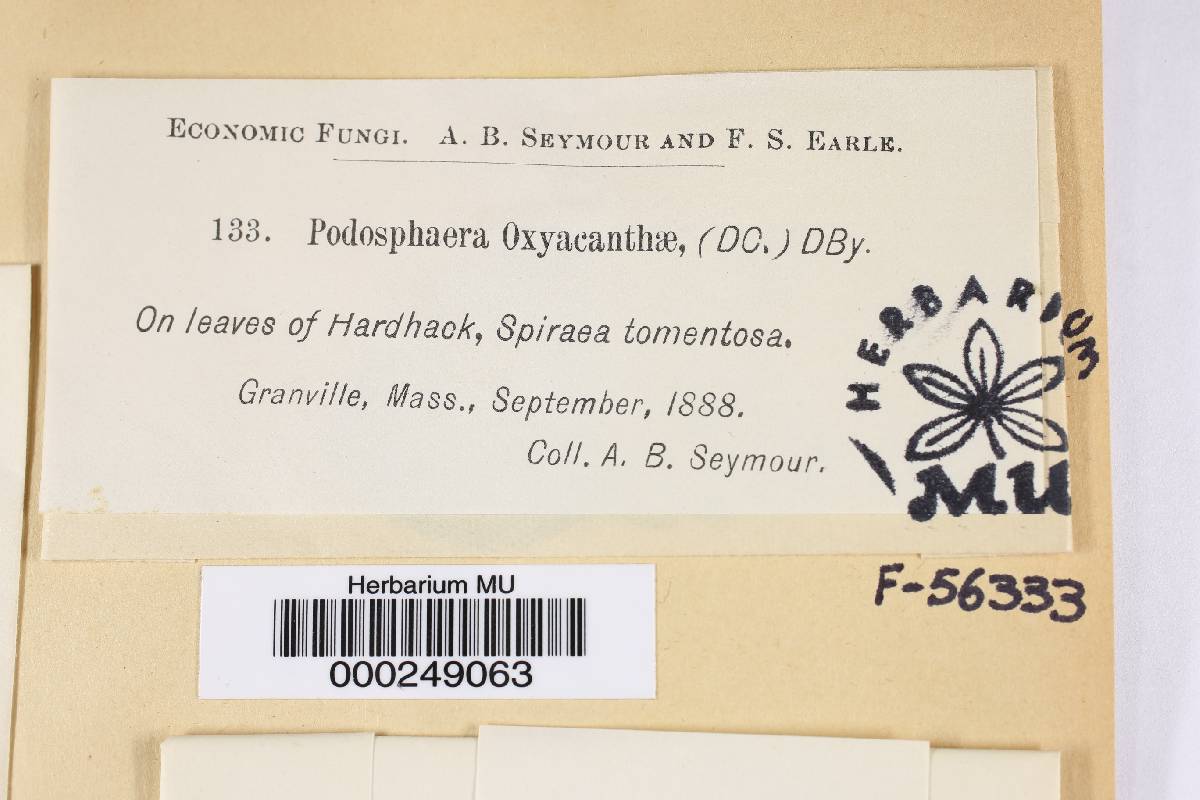 ECONOMIC FUNGI. A. B. SEYMOUR AND F. S. EARLE.
133. Podosphaera Oxyacanthæ, (DC.) DBy.
On leaves of Hardhack, Spiraea tomentosa.
Granville, Mass., September, 1888.
Coll. A. B. Seymour.
HERBARIUM
MU
F-56333
Herbarium MU
000249063